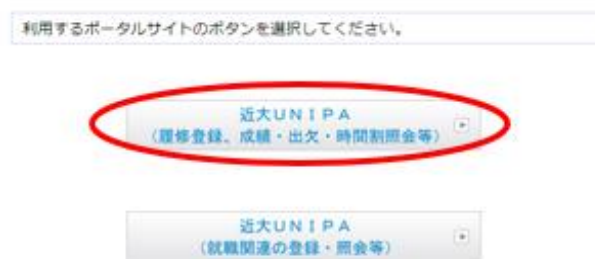 利用するポータルサイトのボタンを選択してください。
近大ＵＮＩＰＡ
（履修登録、成績・出欠・時間割照会等）
近大ＵＮＩＰＡ
（就職関連の登録・照会等）